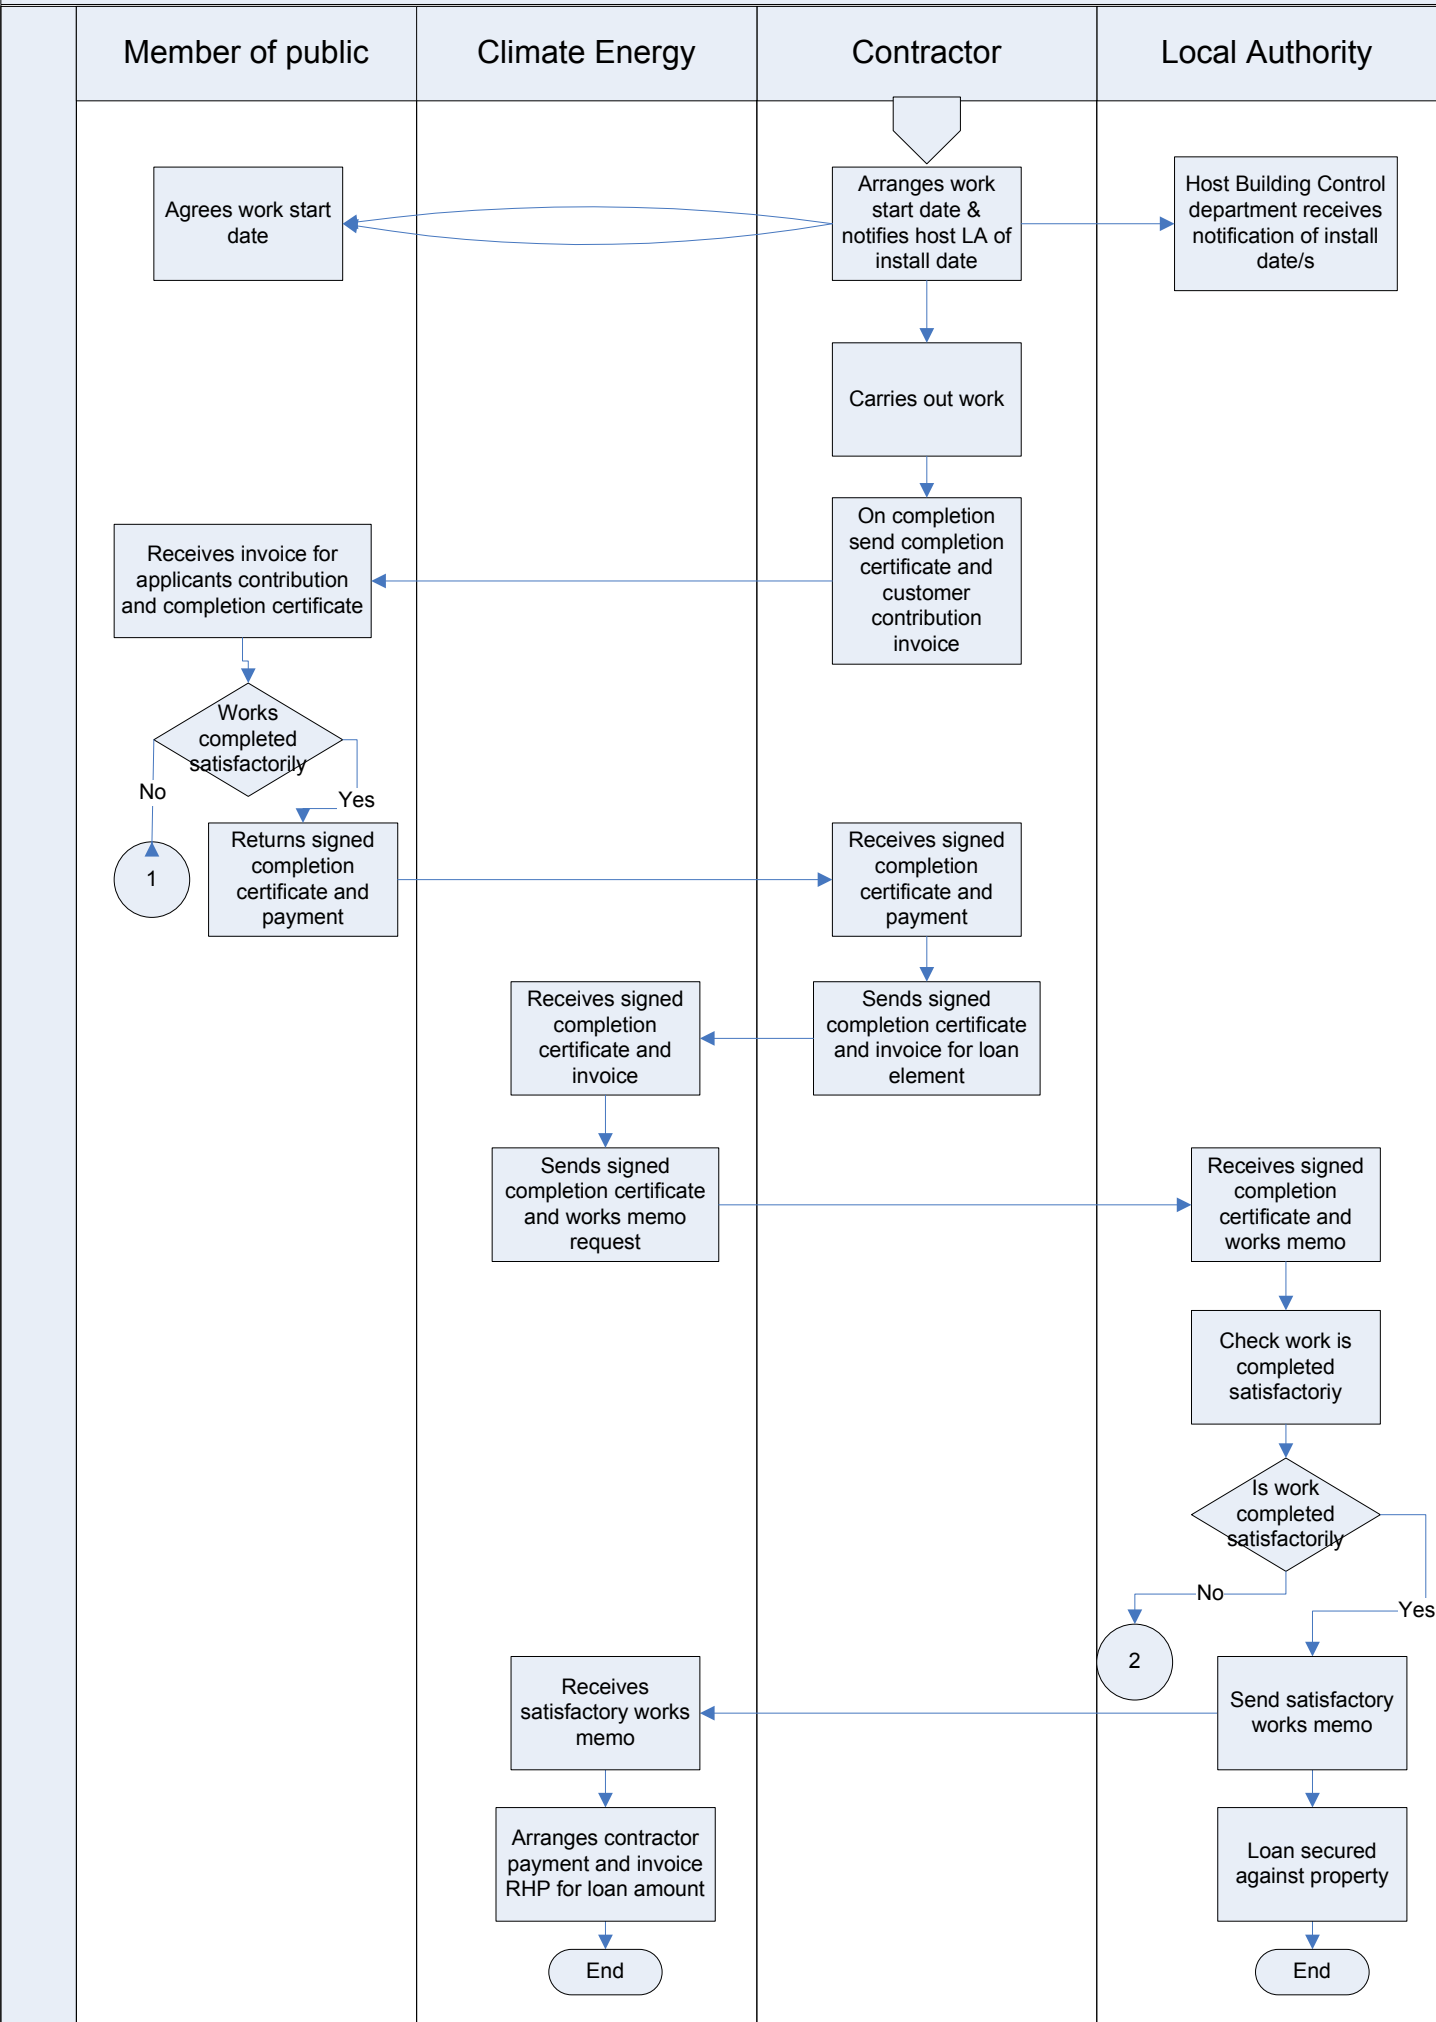 Member of public
Climate Energy
Contractor
Local Authority
Agrees work start
date
Arranges work
start date &
notifies host LA of
install date
Host Building Control
department receives
notification of install
date/s
Carries out work
On completion
send completion
certificate and
customer
contribution
invoice
Receives invoice for
applicants contribution
and completion certificate
Works
completed
satisfactorily
No
Yes
1
Returns signed
completion
certificate and
payment
Receives signed
completion
certificate and
payment
Receives signed
completion
certificate and
invoice
Sends signed
completion certificate
and invoice for loan
element
Sends signed
completion certificate
and works memo
request
Receives signed
completion
certificate and
works memo
Check work is
completed
satisfactoriy
Is work
completed
satisfactorily
No
Yes
2
Receives
satisfactory works
memo
Send satisfactory
works memo
Arranges contractor
payment and invoice
RHP for loan amount
Loan secured
against property
End
End